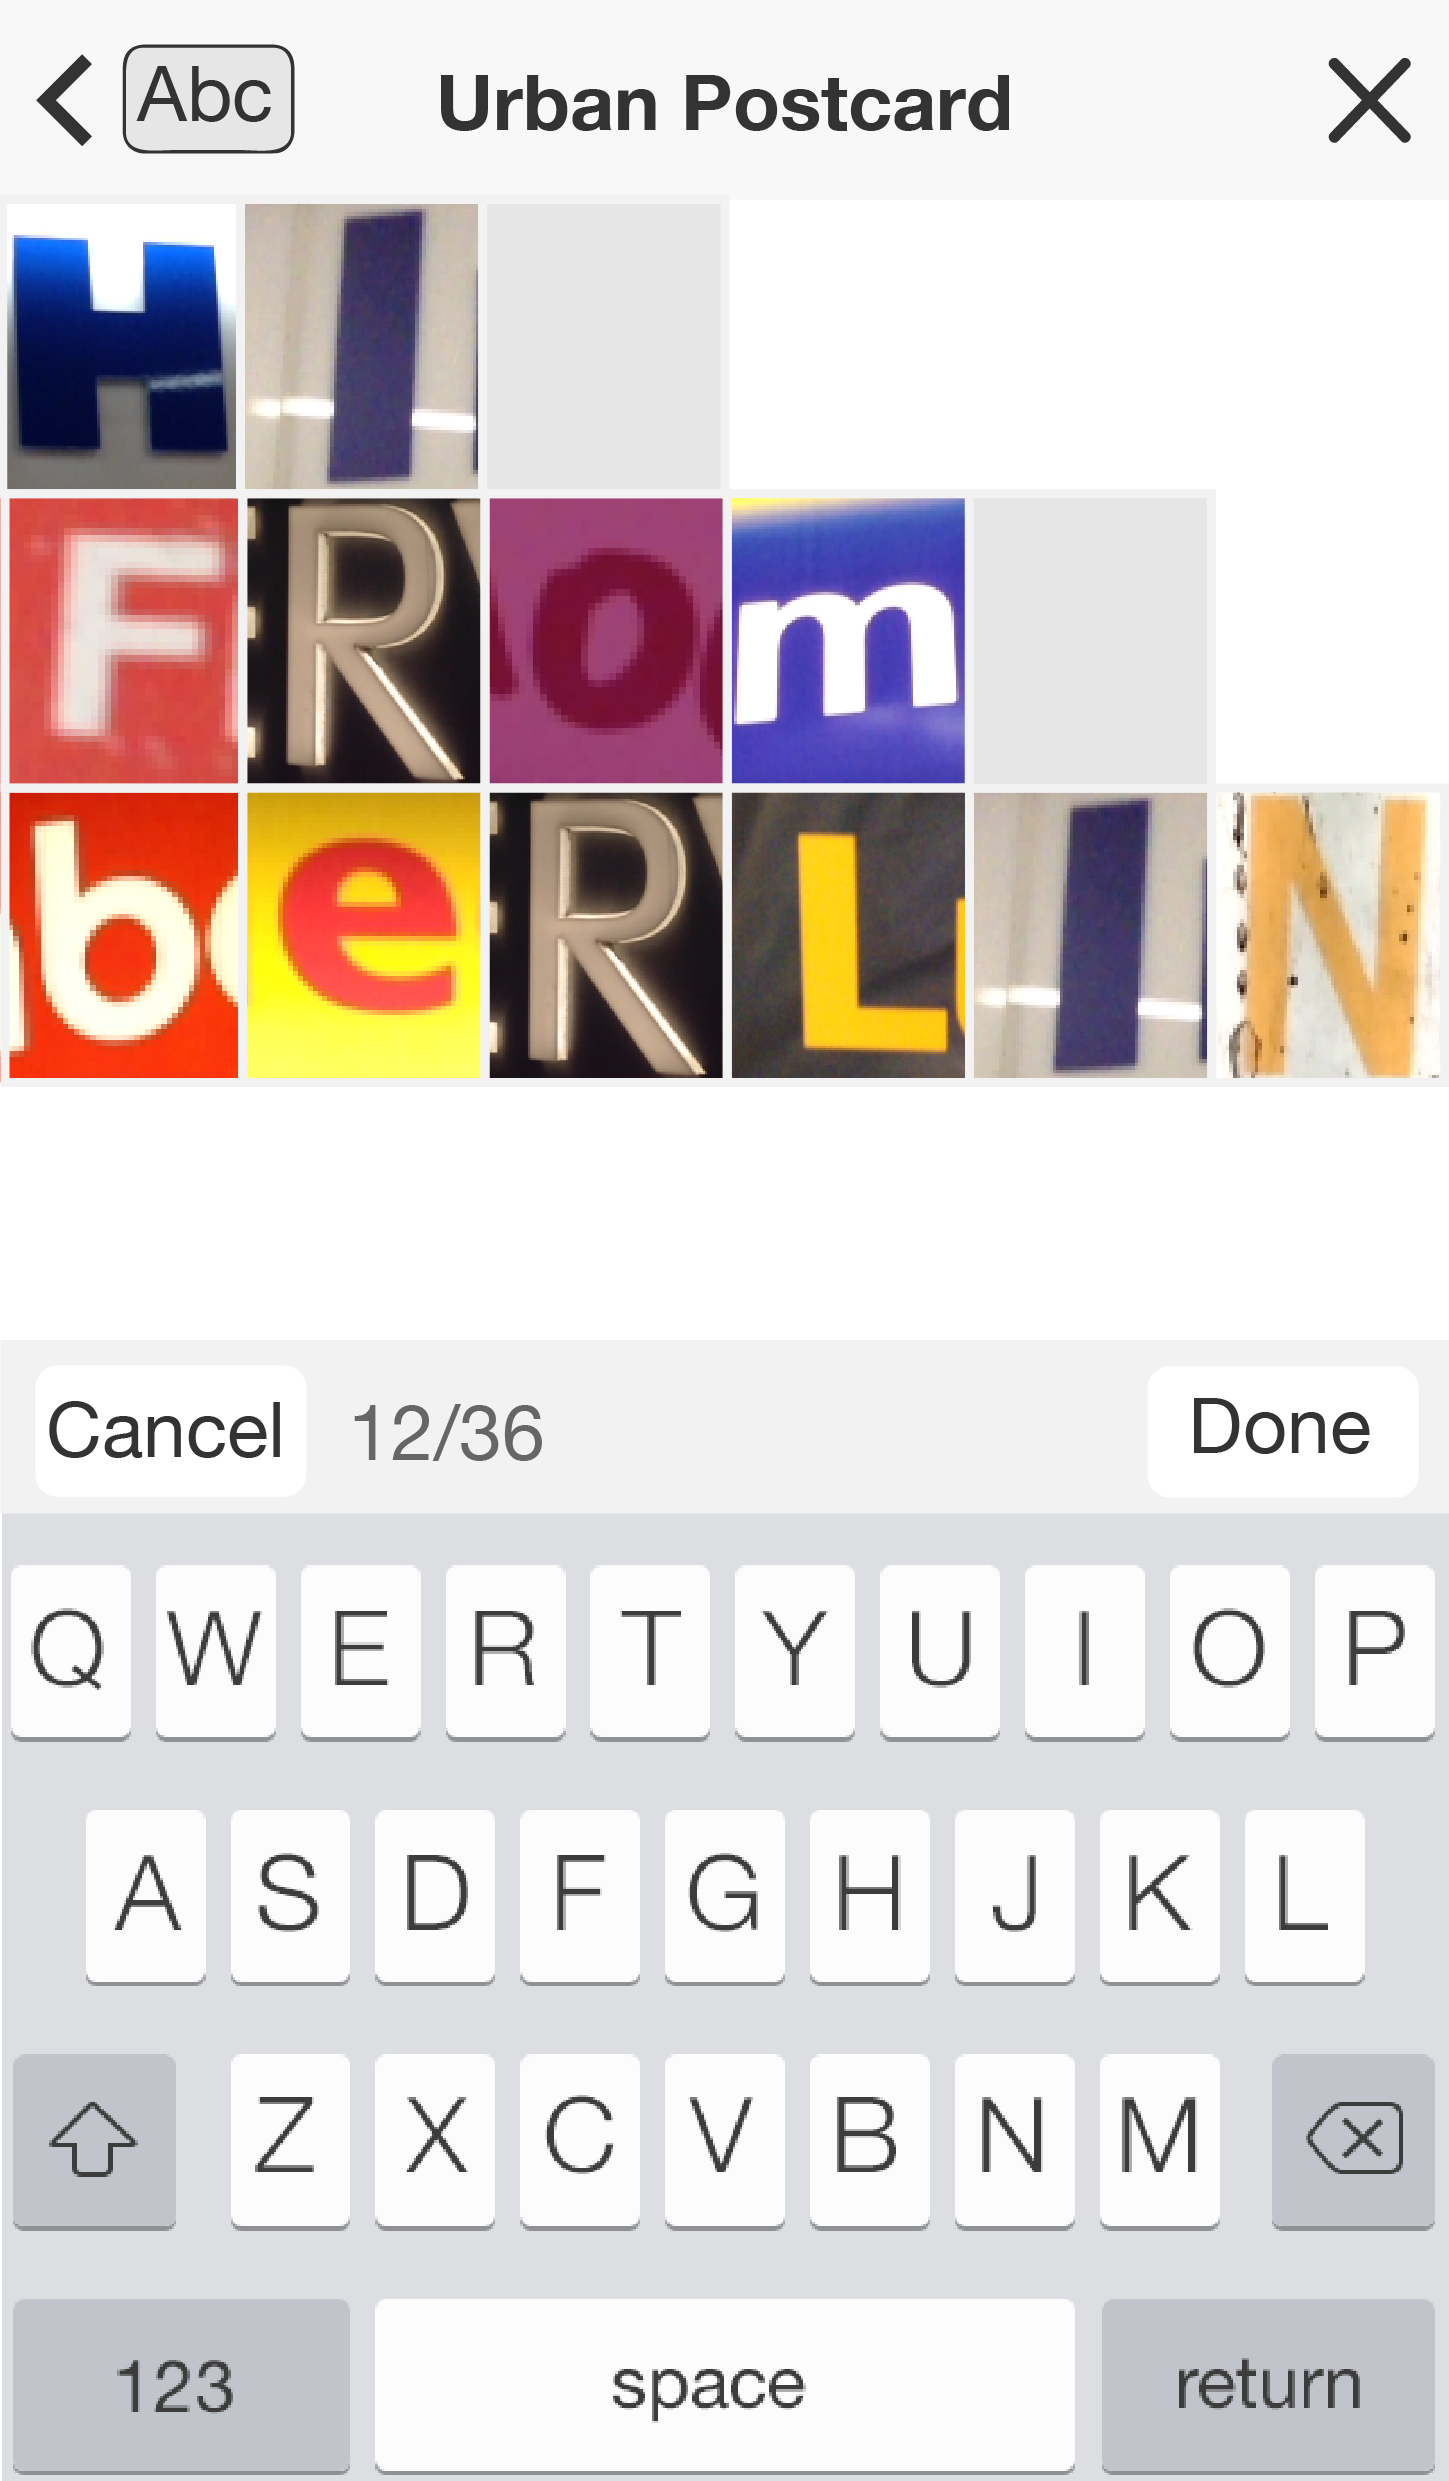 Abc Urban Postcard
HI
FRom
beRLIN
Cancel 12/36 Done
Q W E R T Y U I O P
A S D F G H J K L
Z X C V B N M
123 space return